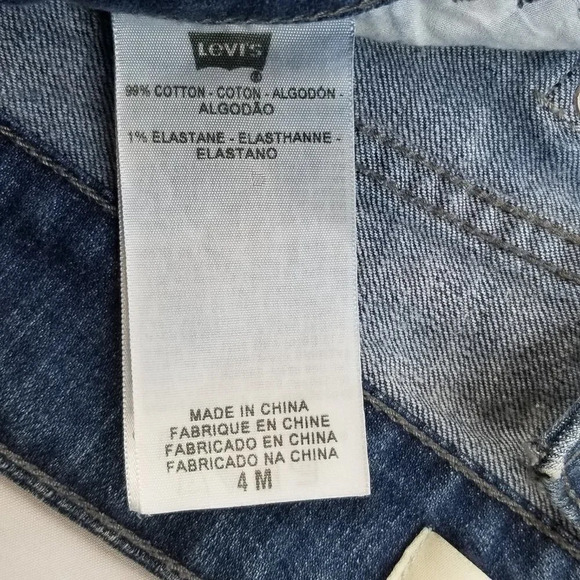 Levi's
®
99% COTTON - COTON - ALGODÓN -
ALGODÃO
1% ELASTANE - ELASTHANNE -
ELASTANO
MADE IN CHINA
FABRIQUE EN CHINE
FABRICADO EN CHINA
FABRICADO NA CHINA
4 M